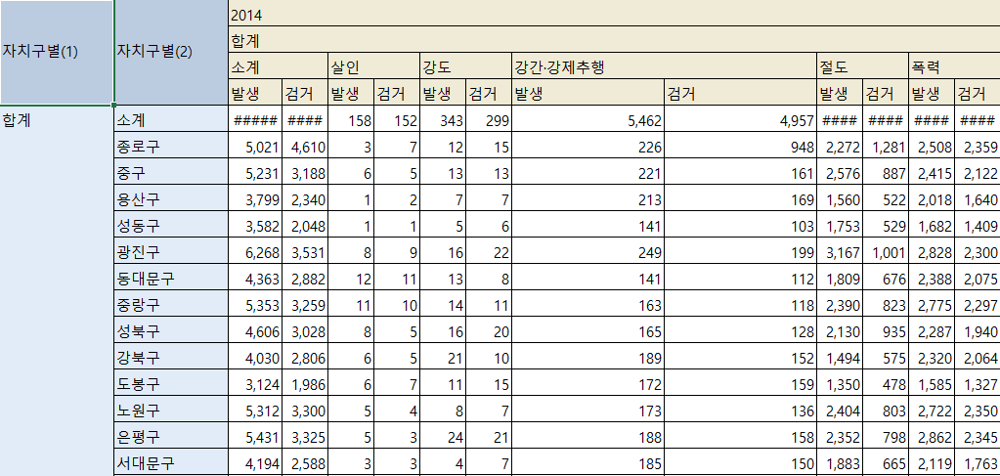 2014
합계
자치구별(1) 자치구별(2)
소계 살인 강도 강간·강제추행 절도 폭력
발생 검거 발생 검거 발생 검거 발생 검거 발생 검거 발생 검거
합계 소계 ##### #### 158 152 343 299 5,462 4,957 #### #### #### ####
종로구 5,021 4,610 3 7 12 15 226 948 2,272 1,281 2,508 2,359
중구 5,231 3,188 6 5 13 13 221 161 2,576 887 2,415 2,122
용산구 3,799 2,340 1 2 7 7 213 169 1,560 522 2,018 1,640
성동구 3,582 2,048 1 1 5 6 141 103 1,753 529 1,682 1,409
광진구 6,268 3,531 8 9 16 22 249 199 3,167 1,001 2,828 2,300
동대문구 4,363 2,882 12 11 13 8 141 112 1,809 676 2,388 2,075
중랑구 5,353 3,259 11 10 14 11 163 118 2,390 823 2,775 2,297
성북구 4,606 3,028 8 5 16 20 165 128 2,130 935 2,287 1,940
강북구 4,030 2,806 6 5 21 10 189 152 1,494 575 2,320 2,064
도봉구 3,124 1,986 6 7 11 15 172 159 1,350 478 1,585 1,327
노원구 5,312 3,300 5 4 8 7 173 136 2,404 803 2,722 2,350
은평구 5,431 3,325 5 3 24 21 188 158 2,352 798 2,862 2,345
서대문구 4,194 2,588 3 3 4 7 185 150 1,883 665 2,119 1,763